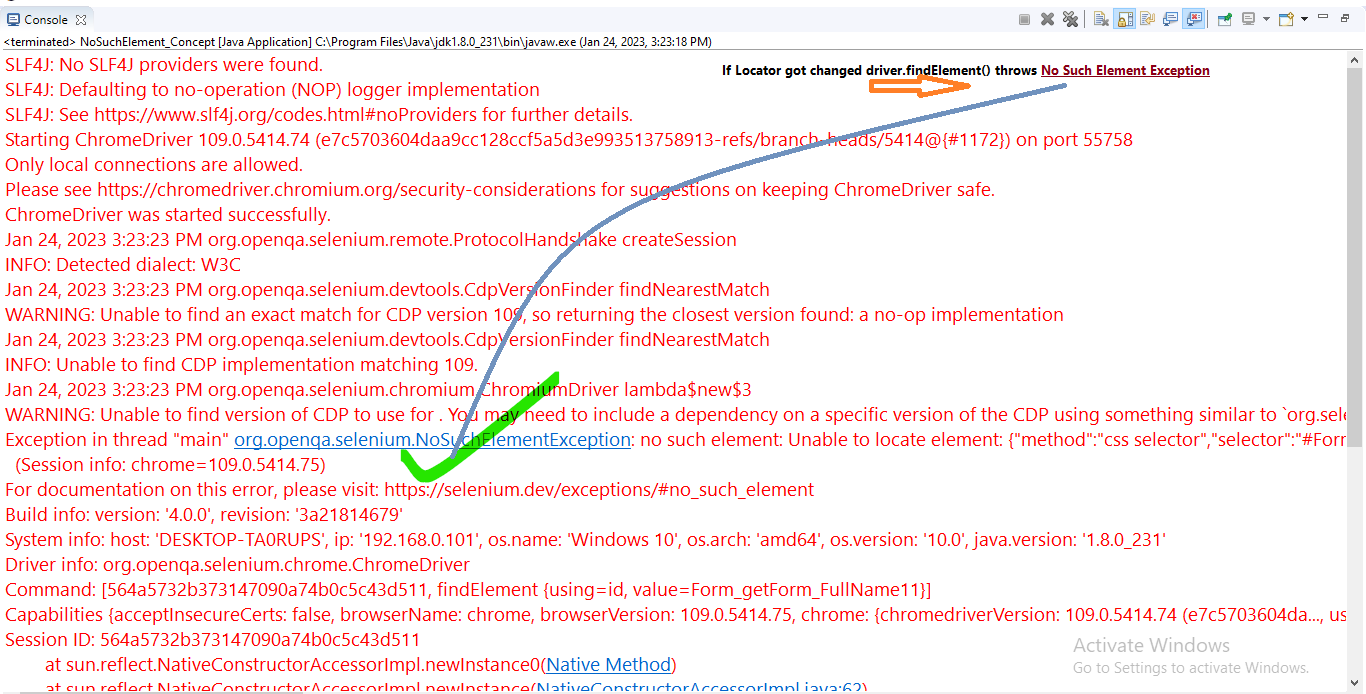 Console
<terminated> NoSuchElement_Concept [Java Application] C:\Program Files\Java\jdk1.8.0_231\bin\javaw.exe (Jan 24, 2023, 3:23:18 PM)
SLF4J: No SLF4J providers were found.
If Locator got changed driver.findElement() throws No Such Element Exception
SLF4J: Defaulting to no-operation (NOP) logger implementation
SLF4J: See https://www.slf4j.org/codes.html#noProviders for further details.
Starting ChromeDriver 109.0.5414.74 (e7c5703604daa9cc128ccf5a5d3e993513758913-refs/branch-heads/5414@{#1172}) on port 55758
Only local connections are allowed.
Please see https://chromedriver.chromium.org/security-considerations for suggestions on keeping ChromeDriver safe.
ChromeDriver was started successfully.
Jan 24, 2023 3:23:23 PM org.openqa.selenium.remote.ProtocolHandshake createSession
INFO: Detected dialect: W3C
Jan 24, 2023 3:23:23 PM org.openqa.selenium.devtools.CdpVersionFinder findNearestMatch
WARNING: Unable to find an exact match for CDP version 109, so returning the closest version found: a no-op implementation
Jan 24, 2023 3:23:23 PM org.openqa.selenium.devtools.CdpVersionFinder findNearestMatch
INFO: Unable to find CDP implementation matching 109.
Jan 24, 2023 3:23:23 PM org.openqa.selenium.chromium.ChromiumDriver lambda$new$3
WARNING: Unable to find version of CDP to use for . You may need to include a dependency on a specific version of the CDP using something similar to `org.sele
Exception in thread "main" org.openqa.selenium.NoSuchElementException: no such element: Unable to locate element: {"method":"css selector","selector":"#Form
(Session info: chrome=109.0.5414.75)
For documentation on this error, please visit: https://selenium.dev/exceptions/#no_such_element
Build info: version: '4.0.0', revision: '3a21814679'
System info: host: 'DESKTOP-TA0RUPS', ip: '192.168.0.101', os.name: 'Windows 10', os.arch: 'amd64', os.version: '10.0', java.version: '1.8.0_231'
Driver info: org.openqa.selenium.chrome.ChromeDriver
Command: [564a5732b373147090a74b0c5c43d511, findElement {using=id, value=Form_getForm_FullName11}]
Capabilities {acceptInsecureCerts: false, browserName: chrome, browserVersion: 109.0.5414.75, chrome: {chromedriverVersion: 109.0.5414.74 (e7c5703604da..., us
Session ID: 564a5732b373147090a74b0c5c43d511
Activate Windows
at sun.reflect.NativeConstructorAccessorImpl.newInstance0(Native Method)
Go to Settings to activate Windows.
at sun.reflect.NativeConstructorAccessorImpl.newInstance(NativeConstructorAccessorImpl.java:62)